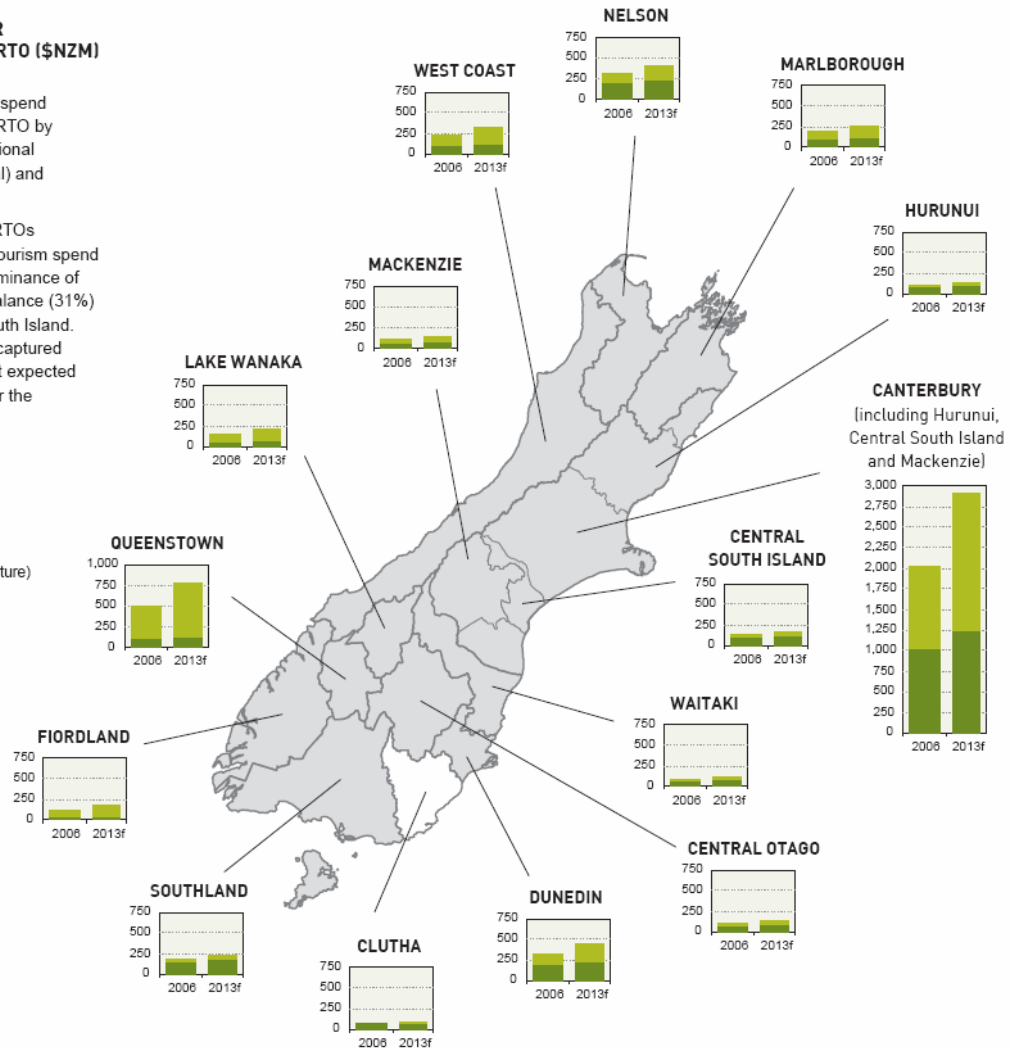 R
RTO ($NZM)
spend
RTO by
ional
l) and
RTOs
ourism spend
minance of
alance (31%)
uth Island.
captured
t expected
r the
ture)
NELSON
750
500
250
0
2006 2013f
WEST COAST
750
500
250
0
2006 2013f
MARLBOROUGH
750
500
250
0
2006 2013f
HURUNUI
750
500
250
0
2006 2013f
MACKENZIE
750
500
250
0
2006 2013f
LAKE WANAKA
750
500
250
0
2006 2013f
CANTERBURY
(including Hurunui,
Central South Island
and Mackenzie)
3,000
2,750
2,500
2,250
2,000
1,750
1,500
1,250
1,000
750
500
250
0
2006 2013f
QUEENSTOWN
1,000
750
500
250
0
2006 2013f
CENTRAL
SOUTH ISLAND
750
500
250
0
2006 2013f
WAITAKI
750
500
250
0
2006 2013f
FIORDLAND
750
500
250
0
2006 2013f
CENTRAL OTAGO
750
500
250
0
2006 2013f
SOUTHLAND
750
500
250
0
2006 2013f
DUNEDIN
750
500
250
0
2006 2013f
CLUTHA
750
500
250
0
2006 2013f